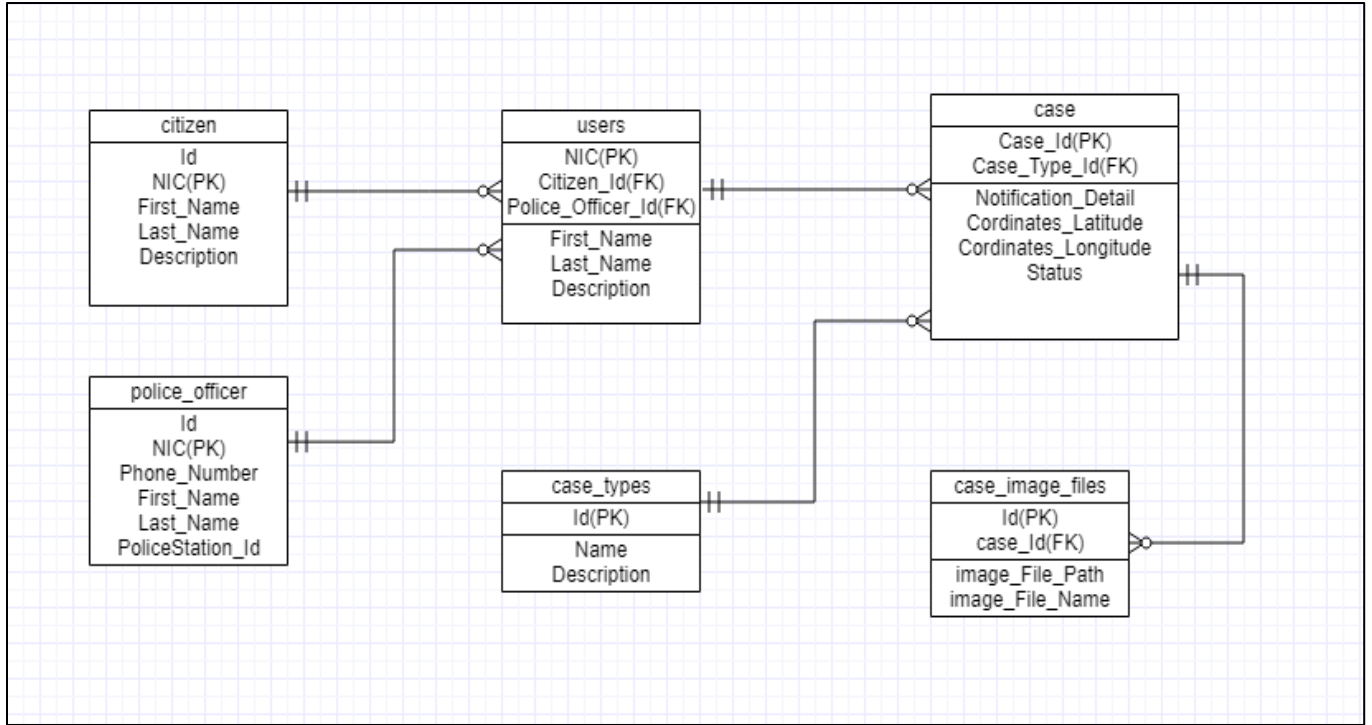 citizen
Id
NIC(PK)
First_Name
Last_Name
Description
users
NIC(PK)
Citizen_Id(FK)
Police_Officer_Id(FK)
First_Name
Last_Name
Description
case
Case_Id(PK)
Case_Type_Id(FK)
Notification_Detail
Cordinates_Latitude
Cordinates_Longitude
Status
police_officer
Id
NIC(PK)
Phone_Number
First_Name
Last_Name
PoliceStation_Id
case_types
Id(PK)
Name
Description
case_image_files
Id(PK)
case_Id(FK)
image_File_Path
image_File_Name